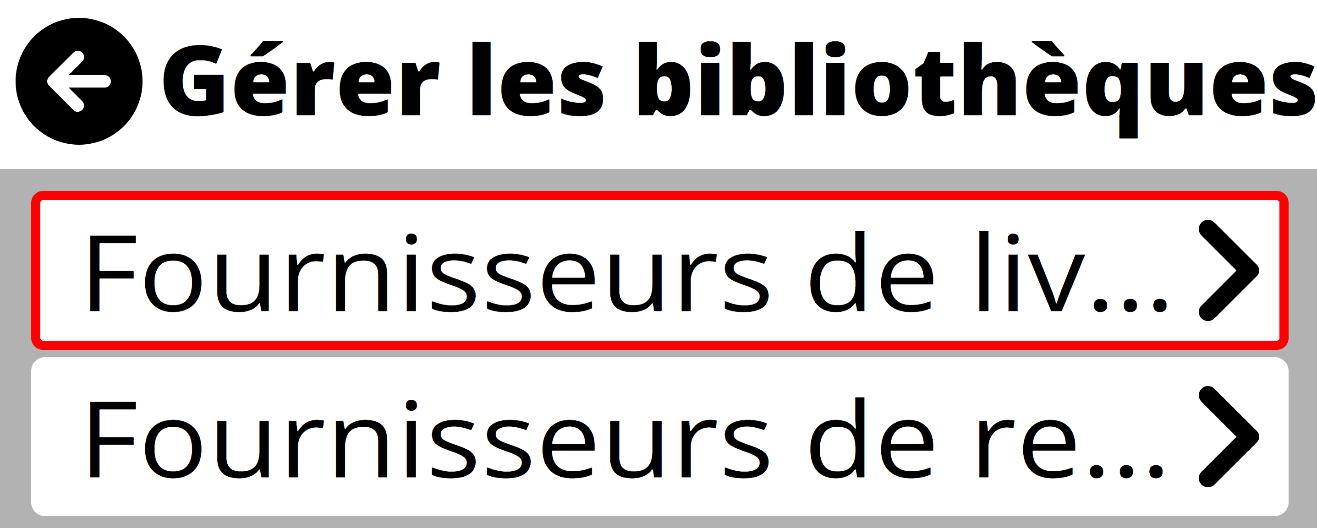 Gérer les bibliothèques
Fournisseurs de liv...
Fournisseurs de re...